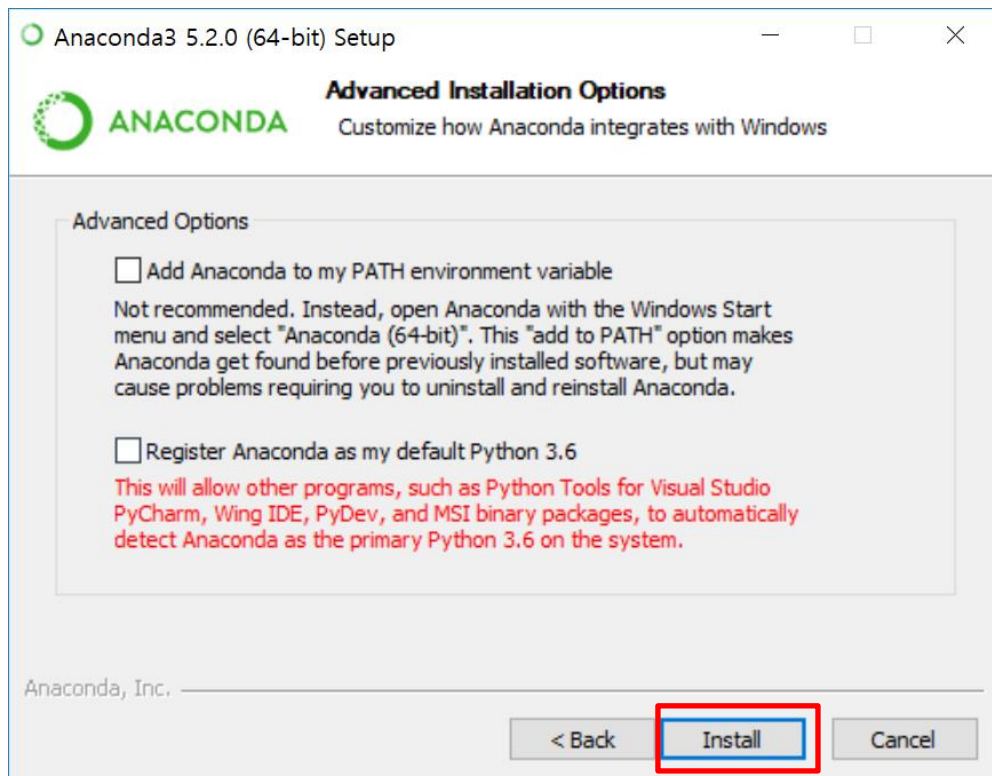 Anaconda3 5.2.0 (64-bit) Setup
ANACONDA
Advanced Installation Options
Customize how Anaconda integrates with Windows
Advanced Options
Add Anaconda to my PATH environment variable
Not recommended. Instead, open Anaconda with the Windows Start
menu and select "Anaconda (64-bit)". This "add to PATH" option makes
Anaconda get found before previously installed software, but may
cause problems requiring you to uninstall and reinstall Anaconda.
Register Anaconda as my default Python 3.6
This will allow other programs, such as Python Tools for Visual Studio
PyCharm, Wing IDE, PyDev, and MSI binary packages, to automatically
detect Anaconda as the primary Python 3.6 on the system.
Anaconda, Inc.
< Back
Install
Cancel